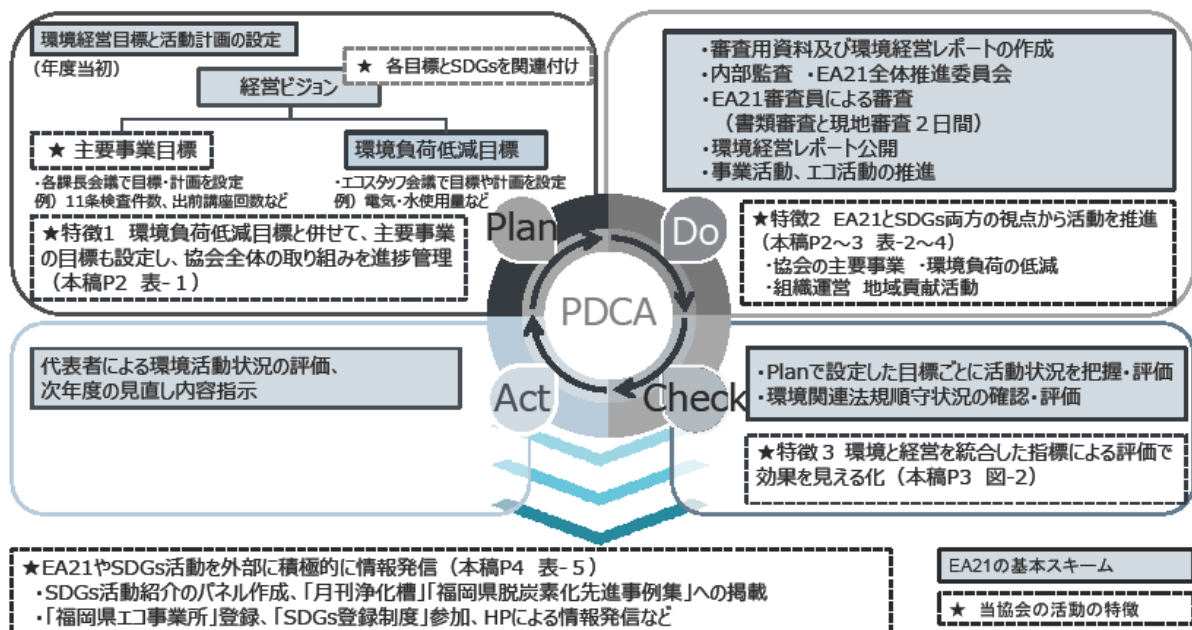 環境経営目標と活動計画の設定
(年度当初)
★ 各目標とSDGsを関連付け
経営ビジョン
★ 主要事業目標
環境負荷低減目標
・各課長会議で目標・計画を設定
例）11条検査件数、出前講座回数など
・エコスタッフ会議で目標や計画を設定
例）電気・水使用量など
★特徴1 環境負荷低減目標と併せて、主要事業
の目標も設定し、協会全体の取り組みを進捗管理
（本稿P2 表-1）
・審査用資料及び環境経営レポートの作成
・内部監査 ・EA21全体推進委員会
・EA21審査員による審査
（書類審査と現地審査２日間）
・環境経営レポート公開
・事業活動、エコ活動の推進
★特徴2 EA21とSDGs両方の視点から活動を推進
（本稿P2～3 表-2～4）
・協会の主要事業 ・環境負荷の低減
・組織運営 地域貢献活動
Plan
Do
PDCA
Act
Check
代表者による環境活動状況の評価、
次年度の見直し内容指示
・Planで設定した目標ごとに活動状況を把握・評価
・環境関連法規順守状況の確認・評価
★特徴３ 環境と経営を統合した指標による評価で
効果を見える化（本稿P3 図-2）
★EA21やSDGs活動を外部に積極的に情報発信（本稿P4 表-５）
・SDGs活動紹介のパネル作成、「月刊浄化槽」「福岡県脱炭素化先進事例集」への掲載
・「福岡県エコ事業所」登録、「SDGs登録制度」参加、HPによる情報発信など
EA21の基本スキーム
★ 当協会の活動の特徴